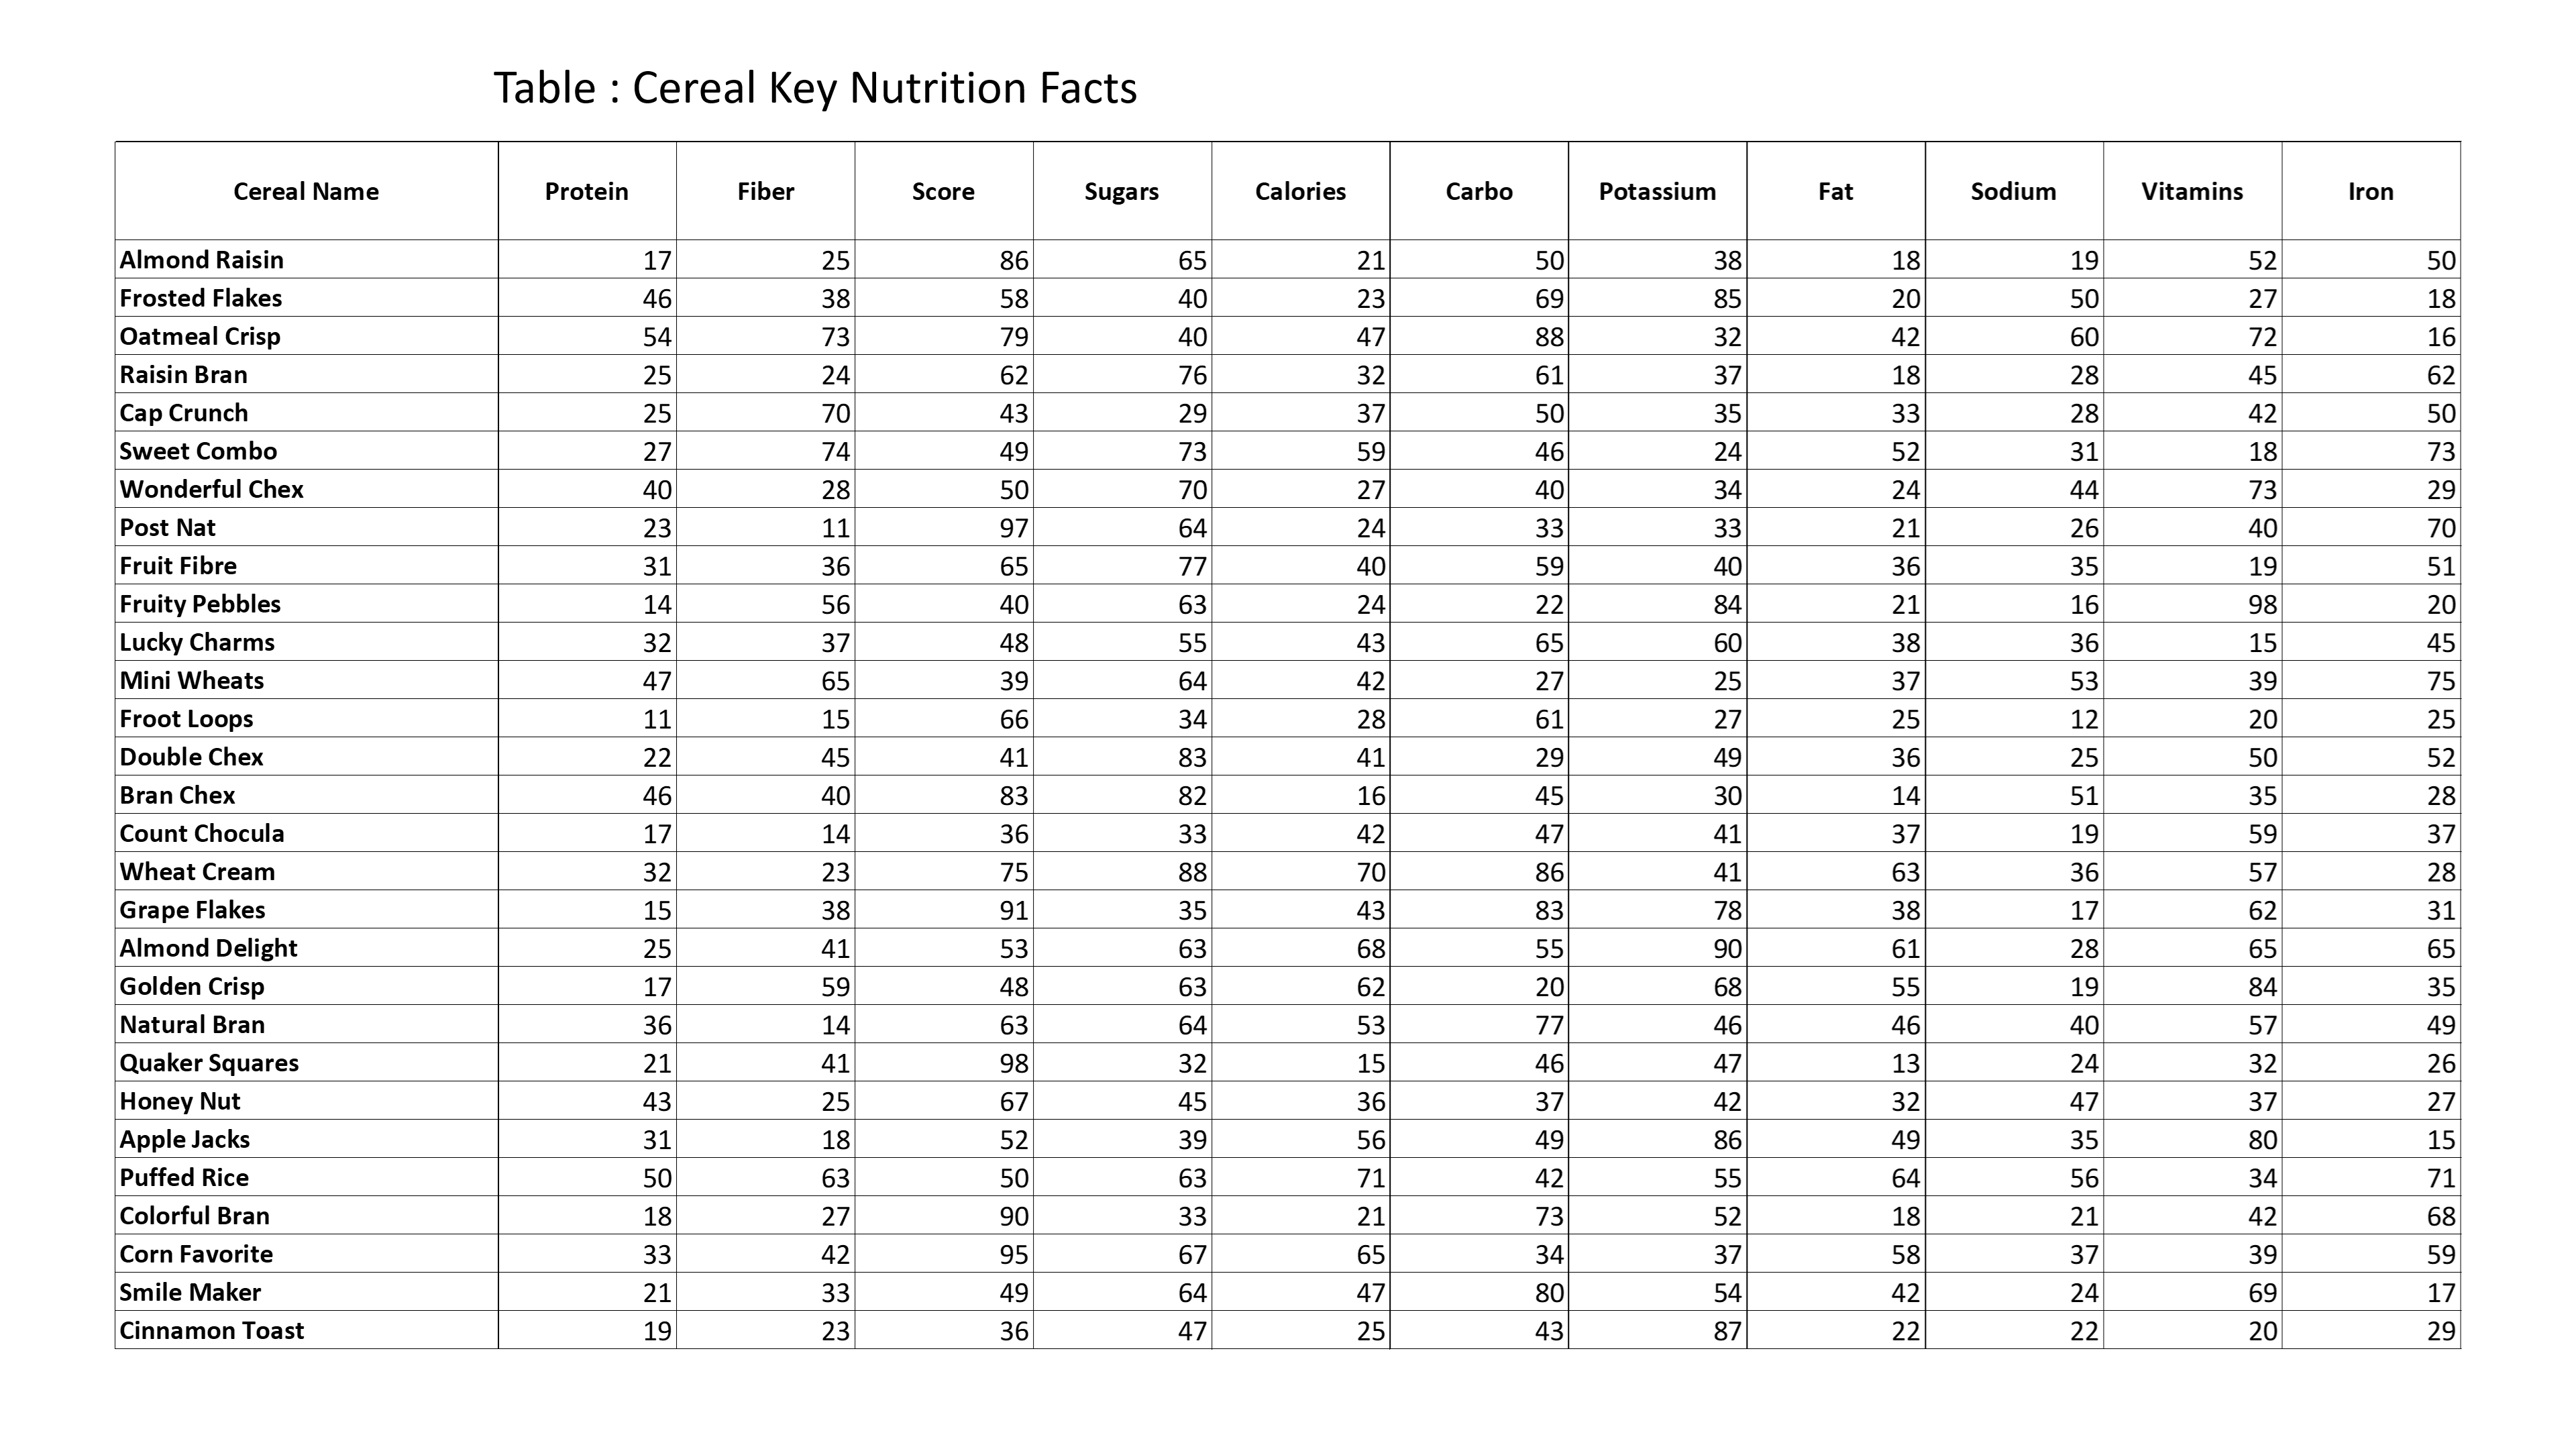 Table : Cereal Key Nutrition Facts
Cereal Name Protein Fiber Score Sugars Calories Carbo Potassium Fat Sodium Vitamins Iron
Almond Raisin 17 25 86 65 21 50 38 18 19 52 50
Frosted Flakes 46 38 58 40 23 69 85 20 50 27 18
Oatmeal Crisp 54 73 79 40 47 88 32 42 60 72 16
Raisin Bran 25 24 62 76 32 61 37 18 28 45 62
Cap Crunch 25 70 43 29 37 50 35 33 28 42 50
Sweet Combo 27 74 49 73 59 46 24 52 31 18 73
Wonderful Chex 40 28 50 70 27 40 34 24 44 73 29
Post Nat 23 11 97 64 24 33 33 21 26 40 70
Fruit Fibre 31 36 65 77 40 59 40 36 35 19 51
Fruity Pebbles 14 56 40 63 24 22 84 21 16 98 20
Lucky Charms 32 37 48 55 43 65 60 38 36 15 45
Mini Wheats 47 65 39 64 42 27 25 37 53 39 75
Froot Loops 11 15 66 34 28 61 27 25 12 20 25
Double Chex 22 45 41 83 41 29 49 36 25 50 52
Bran Chex 46 40 83 82 16 45 30 14 51 35 28
Count Chocula 17 14 36 33 42 47 41 37 19 59 37
Wheat Cream 32 23 75 88 70 86 41 63 36 57 28
Grape Flakes 15 38 91 35 43 83 78 38 17 62 31
Almond Delight 25 41 53 63 68 55 90 61 28 65 65
Golden Crisp 17 59 48 63 62 20 68 55 19 84 35
Natural Bran 36 14 63 64 53 77 46 46 40 57 49
Quaker Squares 21 41 98 32 15 46 47 13 24 32 26
Honey Nut 43 25 67 45 36 37 42 32 47 37 27
Apple Jacks 31 18 52 39 56 49 86 49 35 80 15
Puffed Rice 50 63 50 63 71 42 55 64 56 34 71
Colorful Bran 18 27 90 33 21 73 52 18 21 42 68
Corn Favorite 33 42 95 67 65 34 37 58 37 39 59
Smile Maker 21 33 49 64 47 80 54 42 24 69 17
Cinnamon Toast 19 23 36 47 25 43 87 22 22 20 29